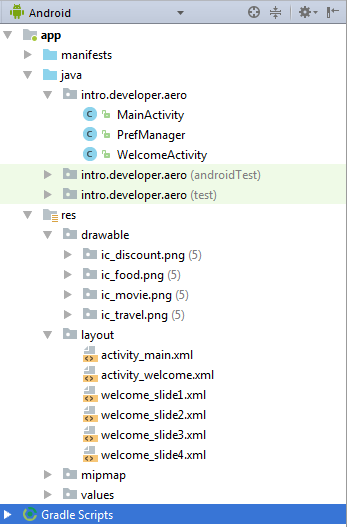 Android
app
manifests
java
intro.developer.aero
MainActivity
PrefManager
WelcomeActivity
intro.developer.aero (androidTest)
intro.developer.aero (test)
res
drawable
ic_discount.png (5)
ic_food.png (5)
ic_movie.png (5)
ic_travel.png (5)
layout
activity_main.xml
activity_welcome.xml
welcome_slide1.xml
welcome_slide2.xml
welcome_slide3.xml
welcome_slide4.xml
mipmap
values
Gradle Scripts